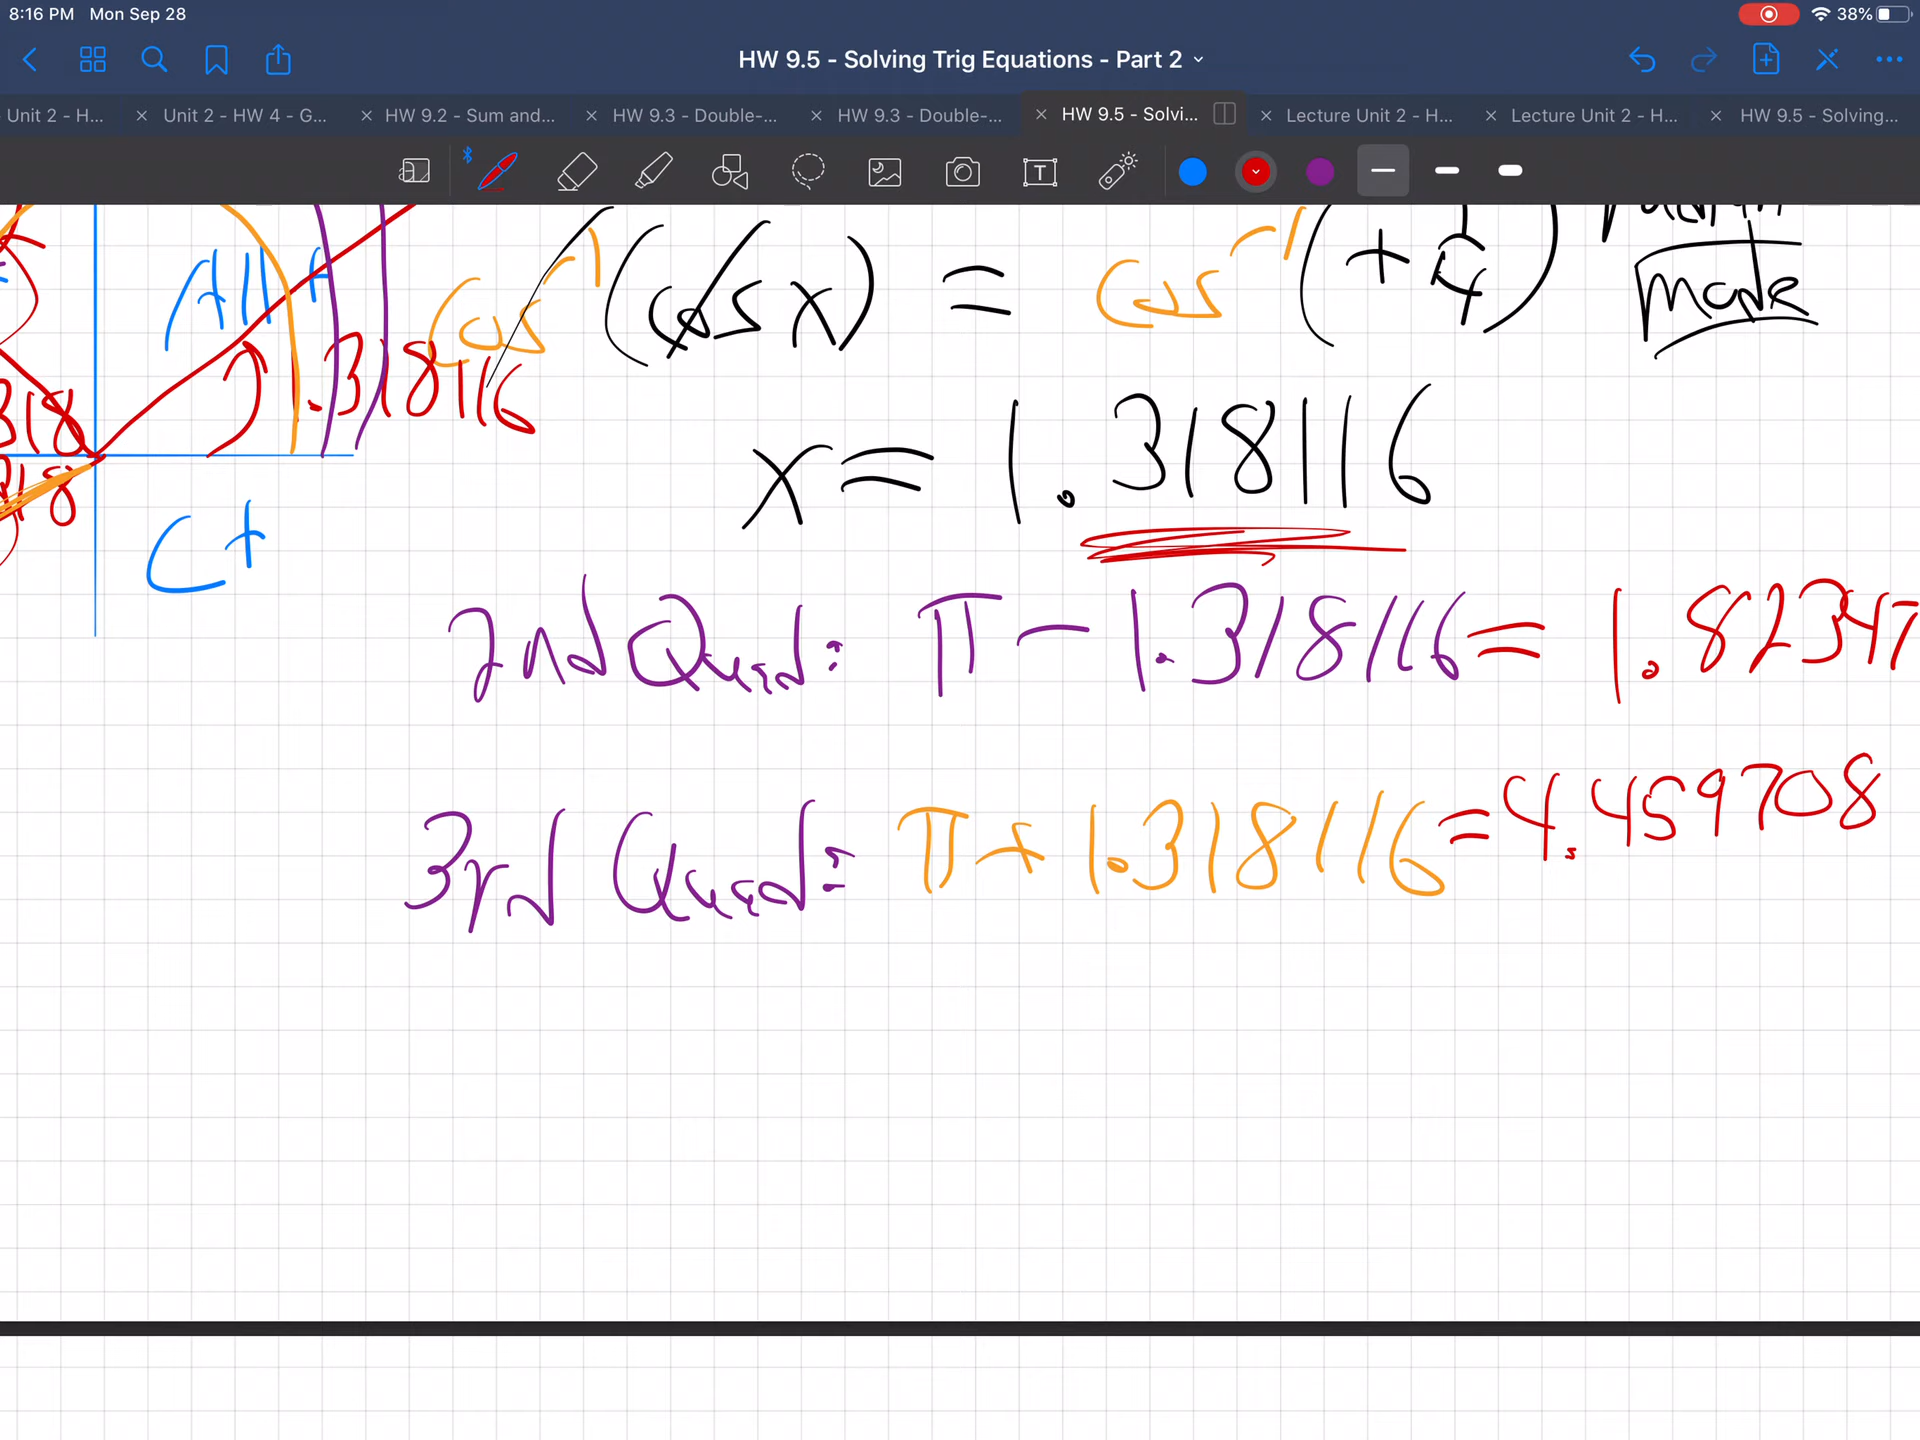 8:16 PM Mon Sep 28 38%
HW 9.5 - Solving Trig Equations - Part 2
Unit 2 - H... × Unit 2 - HW 4 - G... × HW 9.2 - Sum and... × HW 9.3 - Double-... × HW 9.3 - Double-... × HW 9.5 - Solvi... × Lecture Unit 2 - H... × Lecture Unit 2 - H... × HW 9.5 - Solving...
T
All +
cos⁻¹(cos x) = cos⁻¹(+ 1/4)
mode
1.318116
318
318
x = 1.318116
C +
2nd Quad: π − 1.318116 = 1.82347
3rd Quad: π + 1.318116 = 4.459708